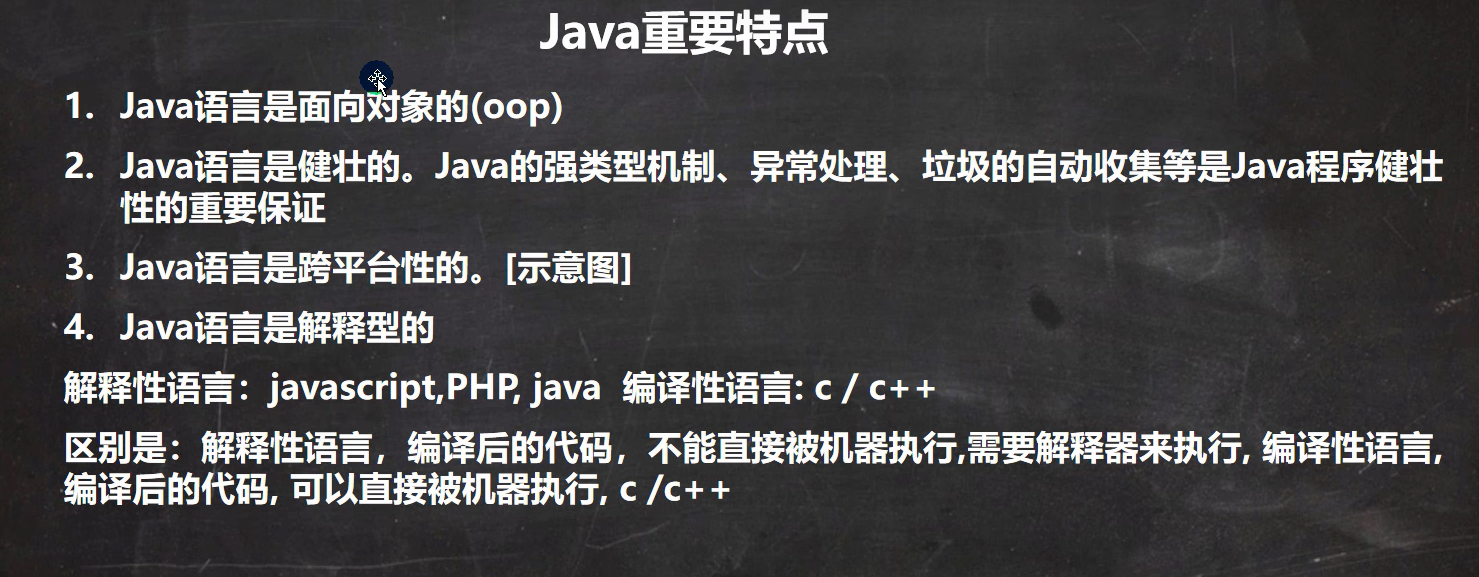 Java重要特点
1. Java语言是面向对象的(oop)
2. Java语言是健壮的。Java的强类型机制、异常处理、垃圾的自动收集等是Java程序健壮
性的重要保证
3. Java语言是跨平台性的。[示意图]
4. Java语言是解释型的
解释性语言：javascript,PHP, java 编译性语言: c / c++
区别是：解释性语言，编译后的代码，不能直接被机器执行,需要解释器来执行, 编译性语言,
编译后的代码, 可以直接被机器执行, c /c++